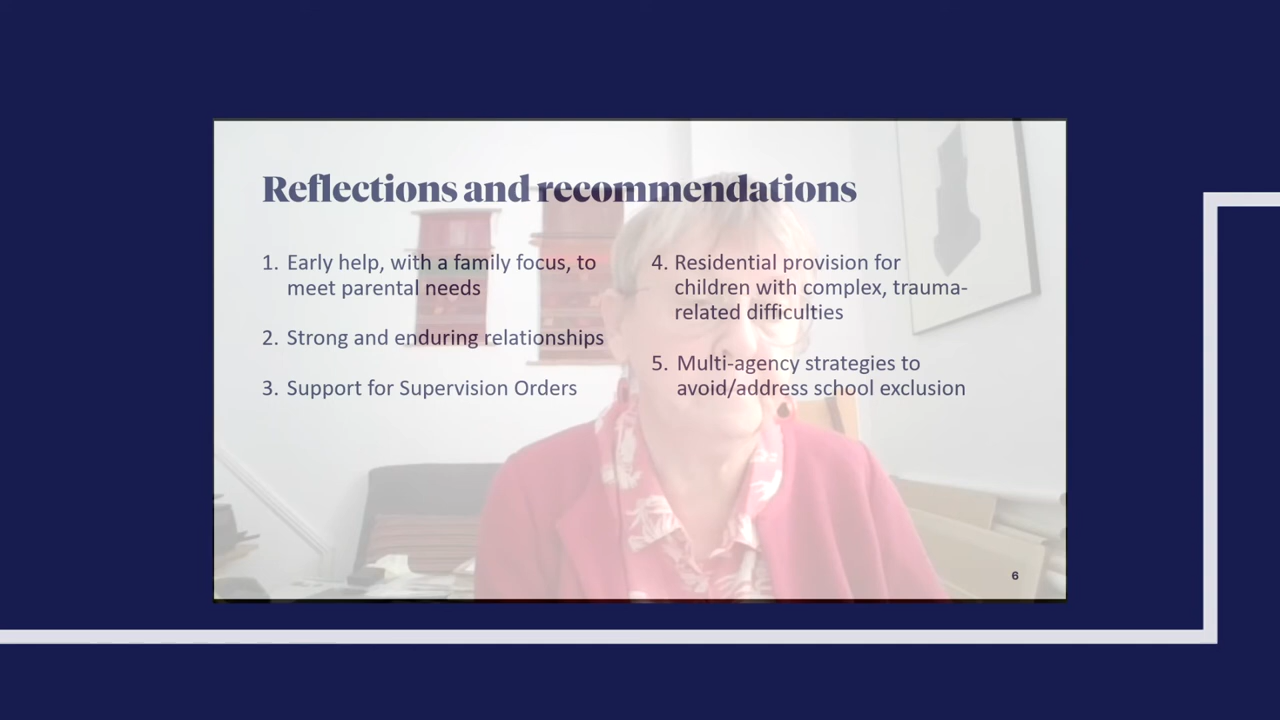 Reflections and recommendations
1. Early help, with a family focus, to
meet parental needs
2. Strong and enduring relationships
3. Support for Supervision Orders
4. Residential provision for
children with complex, trauma-
related difficulties
5. Multi-agency strategies to
avoid/address school exclusion
6